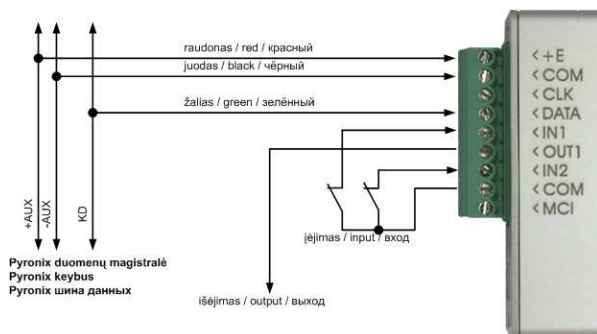 raudonas / red / красный
juodas / black / чёрный
žalias / green / зелённый
<+E
<COM
<CLK
<DATA
<IN1
<OUT1
<IN2
<COM
<MCI
+AUX
-AUX
KD
įėjimas / input / вход
Pyronix duomenų magistralė
Pyronix keybus
Pyronix шина данных
išėjimas / output / выход